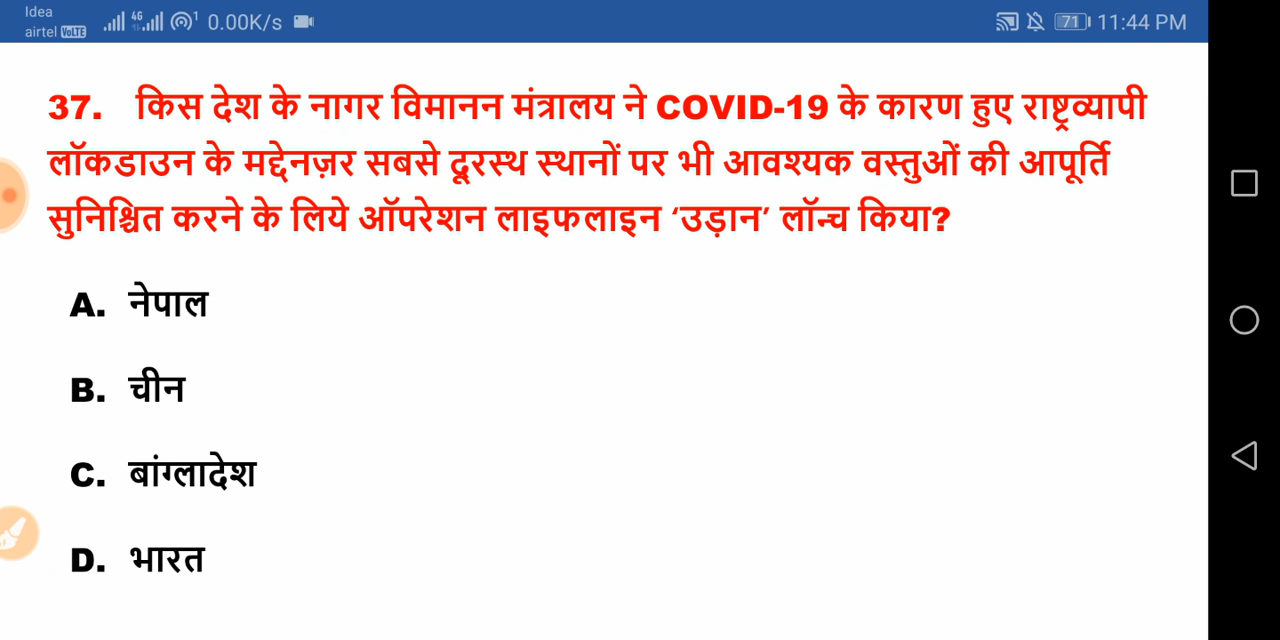 Idea
airtel VoLTE 4G 1 0.00K/s 71 11:44 PM
37. किस देश के नागर विमानन मंत्रालय ने COVID-19 के कारण हुए राष्ट्रव्यापी
लॉकडाउन के मद्देनज़र सबसे दूरस्थ स्थानों पर भी आवश्यक वस्तुओं की आपूर्ति
सुनिश्चित करने के लिये ऑपरेशन लाइफलाइन ‘उड़ान’ लॉन्च किया?
A. नेपाल
B. चीन
C. बांग्लादेश
D. भारत